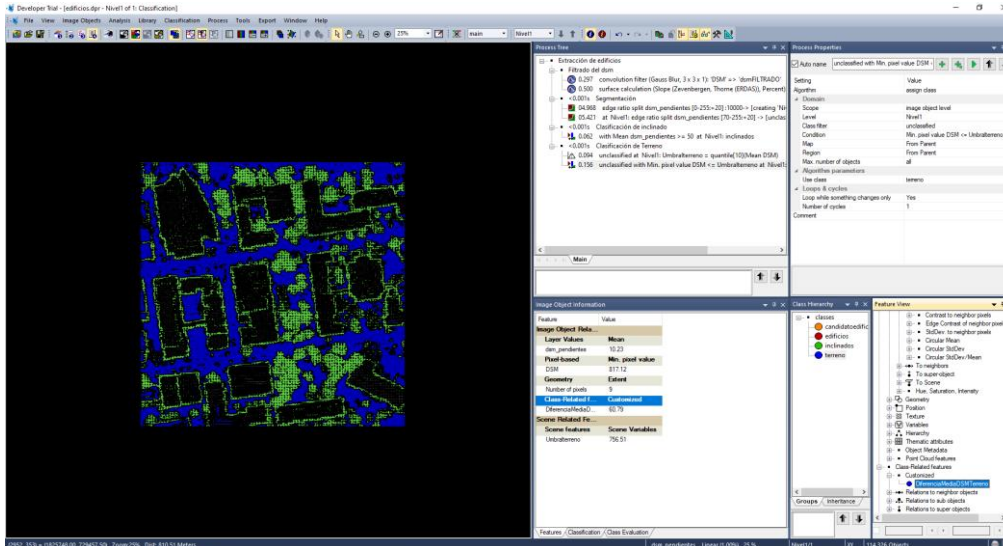 Developer Trial - [edificios.dpr - Nivel1 of 1: Classification]
File View Image Objects Analysis Library Classification Process Tools Export Window Help
25% main Nivel1
Process Tree
Extracción de edificios
Filtrado del dsm
0.297 convolution filter (Gauss Blur, 3 x 3 x 1): 'DSM' => 'dsmFILTRADO'
0.500 surface calculation (Slope (Zevenbergen, Thorne (ERDAS)), Percent)
<0.001s Segmentación
04.968 edge ratio split dsm_pendientes [0-255:+20] :10000-> [creating 'Ni
05.421 at Nivel1: edge ratio split dsm_pendientes [70-255:+20] -> [unclas
<0.001s Clasificación de inclinado
0.062 with Mean dsm_pendientes >= 50 at Nivel1: inclinados
<0.001s Clasificación de Terreno
0.094 unclassified at Nivel1: Umbralterreno = quantile[10](Mean DSM)
0.156 unclassified with Min. pixel value DSM <= Umbralterreno at Nivel1:
Main
Process Properties
Auto name unclassified with Min. pixel value DSM
Setting Value
Algorithm assign class
Domain
Scope image object level
Level Nivel1
Class filter unclassified
Condition Min. pixel value DSM <= Umbralterreno
Map From Parent
Region From Parent
Max. number of objects all
Algorithm parameters
Use class terreno
Loops & cycles
Loop while something changes only Yes
Number of cycles 1
Comment
Image Object Information
Feature Value
Image Object Rela...
Layer Values Mean
dsm_pendientes 10.23
Pixel-based Min. pixel value
DSM 817.12
Geometry Extent
Number of pixels 9
Class-Related f... Customized
DiferenciaMediaD... 60.79
Scene Related Fe...
Scene features Scene Variables
Umbralterreno 756.51
Features Classification Class Evaluation
Class Hierarchy
classes
candidatoedific
edificios
inclinados
terreno
Groups Inheritance
Feature View
Contrast to neighbor pixels
Edge Contrast of neighbor pixel
StdDev. to neighbor pixels
Circular Mean
Circular StdDev
Circular StdDev/Mean
To neighbors
To super-object
To Scene
Hue, Saturation, Intensity
Geometry
Position
Texture
Variables
Hierarchy
Thematic attributes
Object Metadata
Point Cloud features
Class-Related features
Customized
DiferenciaMediaDSMTerreno
Relations to neighbor objects
Relations to sub objects
Relations to super objects